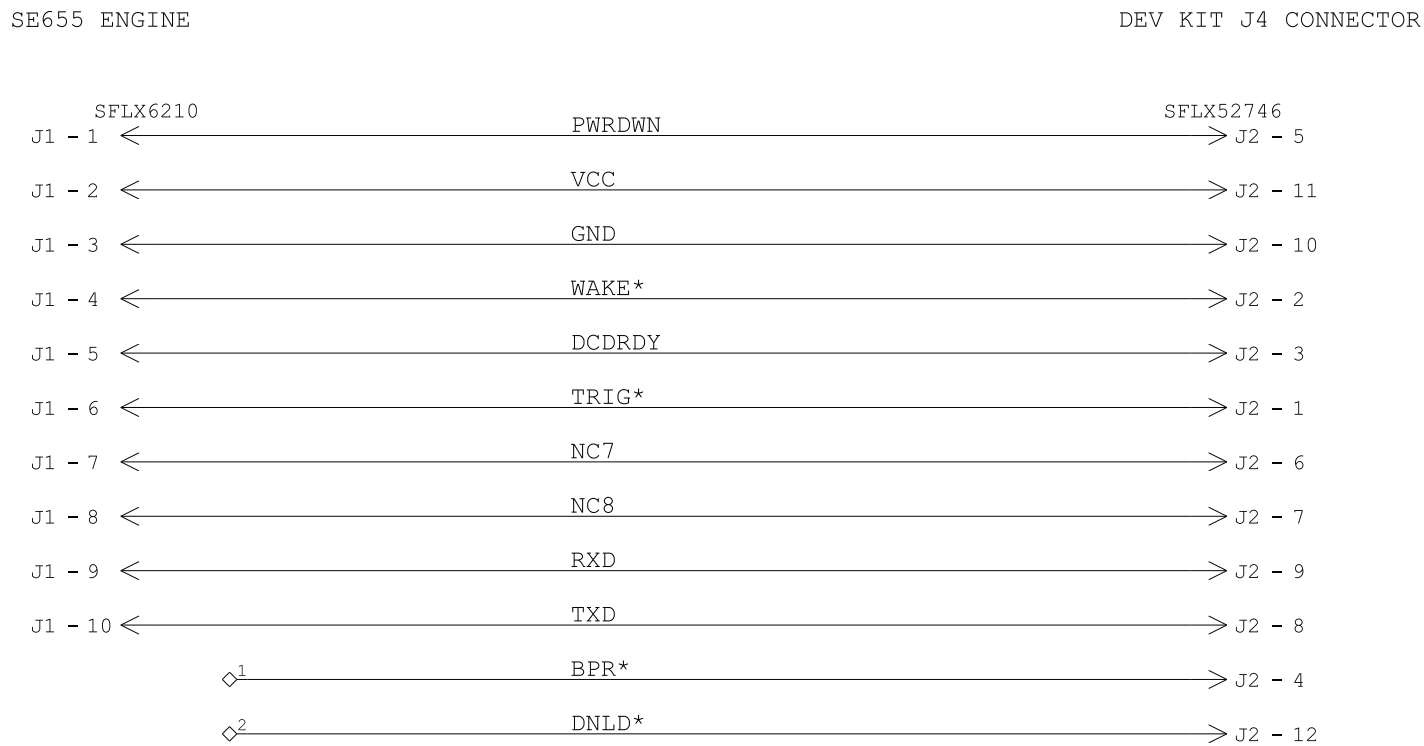 SE655 ENGINE DEV KIT J4 CONNECTOR
SFLX6210 SFLX52746
J1 - 1 PWRDWN J2 - 5
J1 - 2 VCC J2 - 11
J1 - 3 GND J2 - 10
J1 - 4 WAKE* J2 - 2
J1 - 5 DCDRDY J2 - 3
J1 - 6 TRIG* J2 - 1
J1 - 7 NC7 J2 - 6
J1 - 8 NC8 J2 - 7
J1 - 9 RXD J2 - 9
J1 - 10 TXD J2 - 8
1 BPR* J2 - 4
2 DNLD* J2 - 12